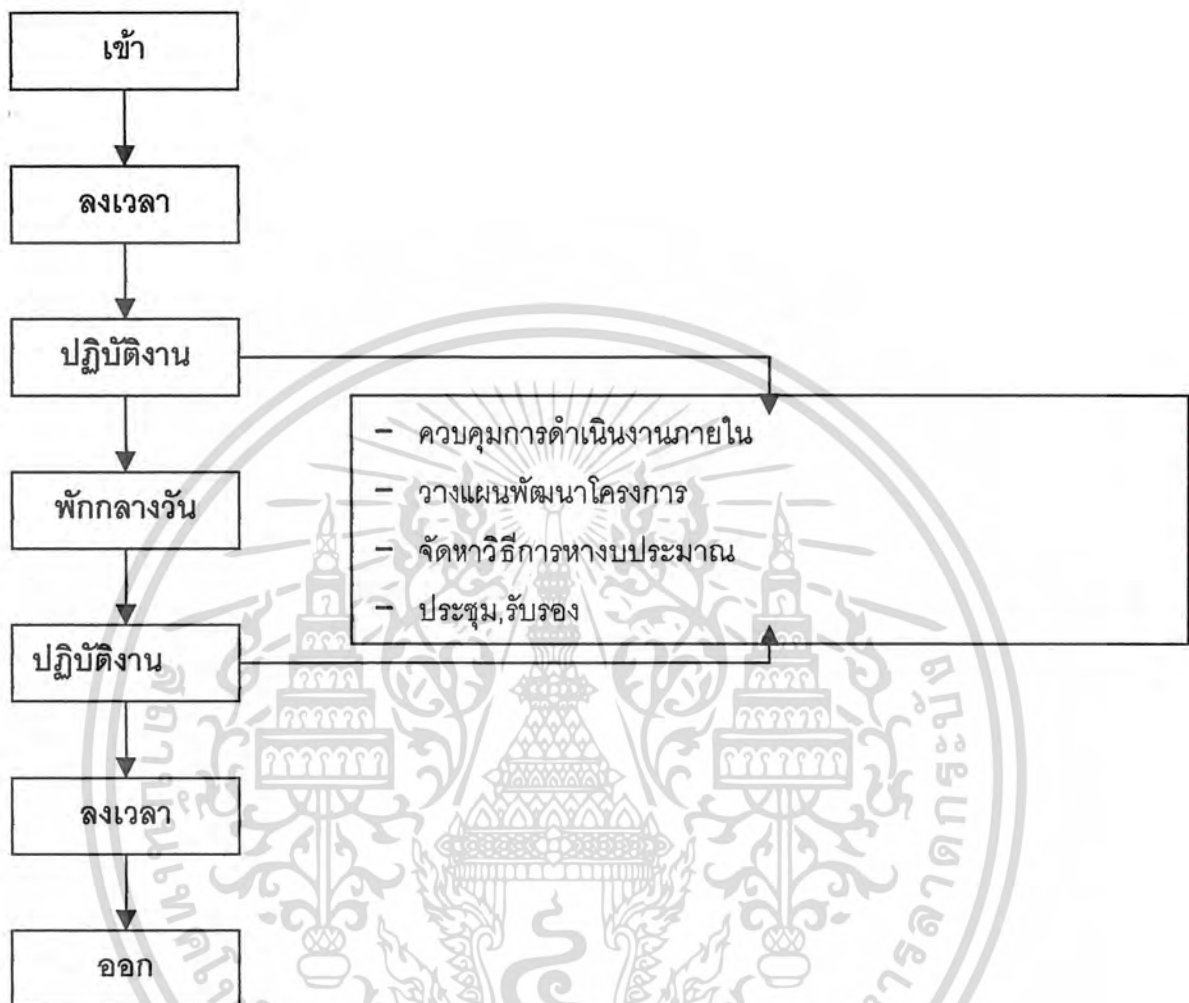 เข้า
ลงเวลา
ปฏิบัติงาน
พักกลางวัน
ปฏิบัติงาน
ลงเวลา
ออก
- ควบคุมการดำเนินงานภายใน
- วางแผนพัฒนาโครงการ
- จัดหาวิธีการหางบประมาณ
- ประชุม,รับรอง